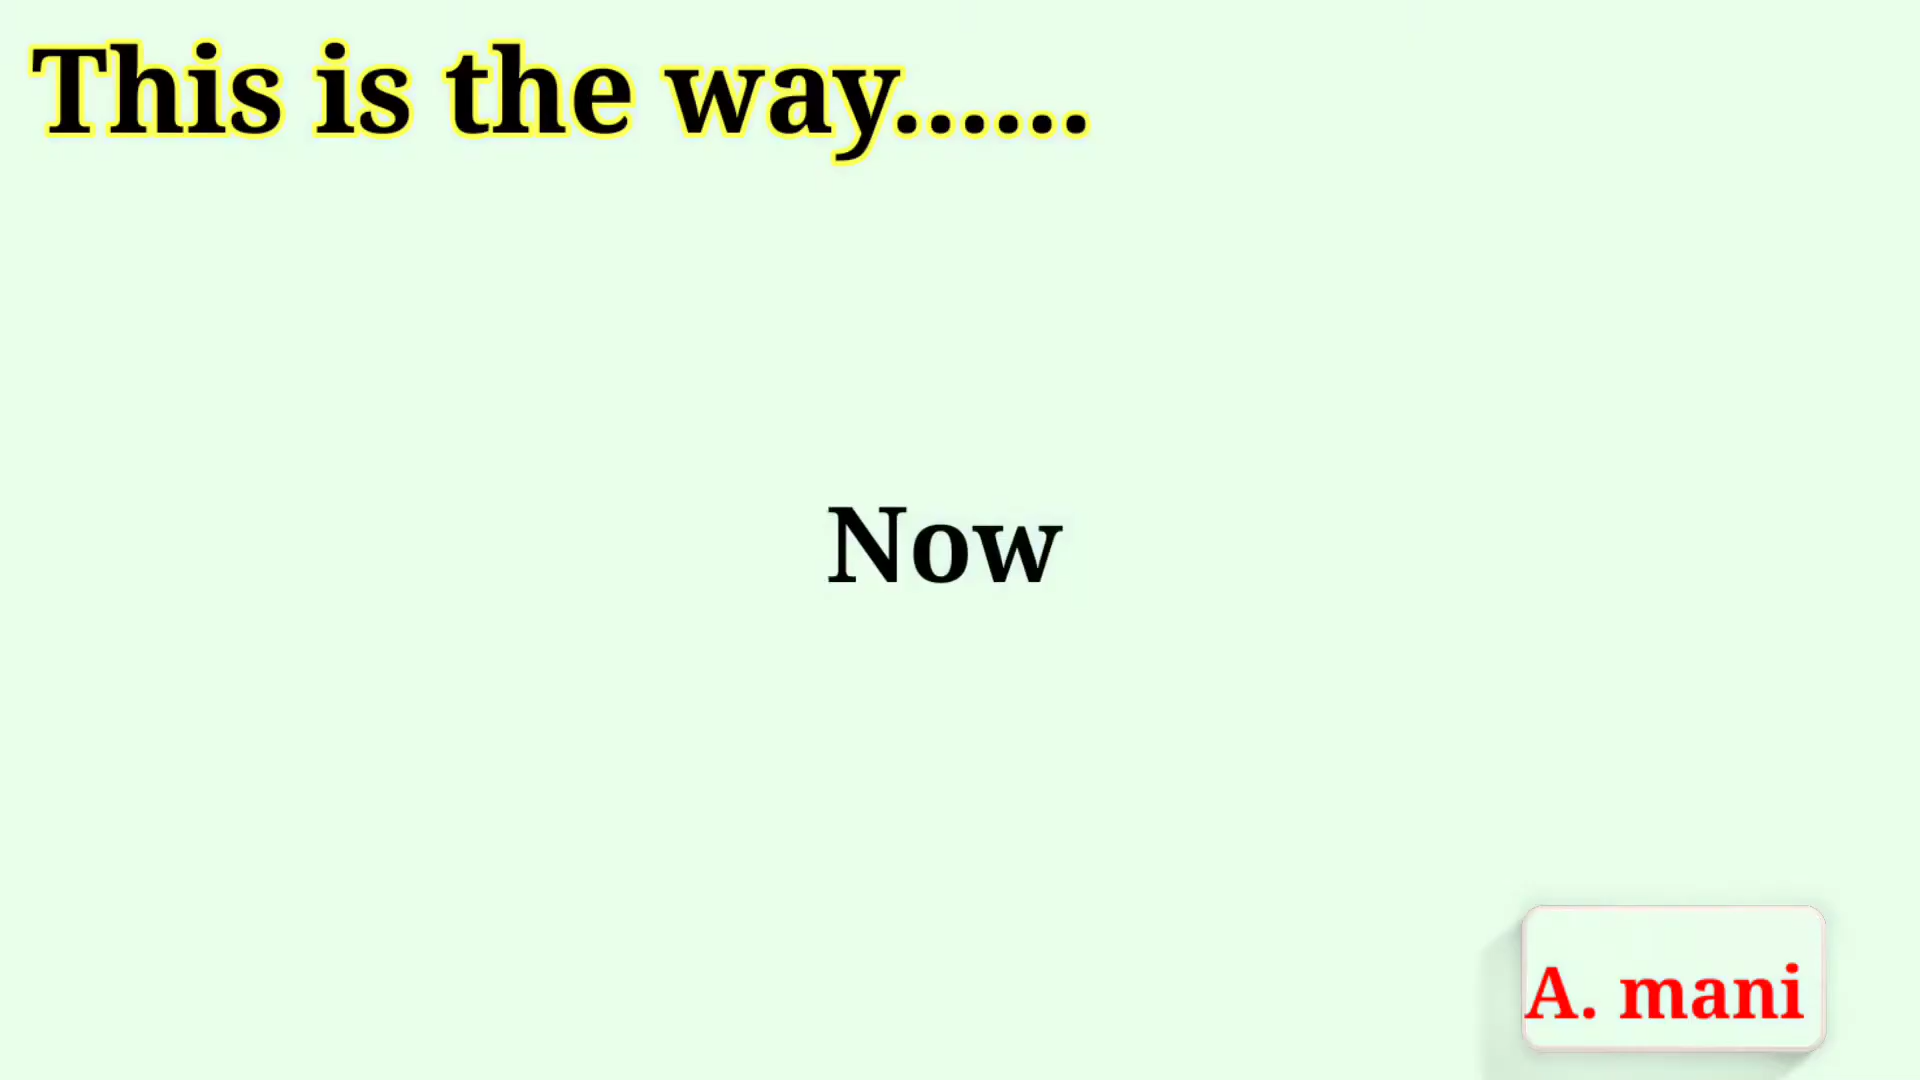 This is the way......
Now
A. mani